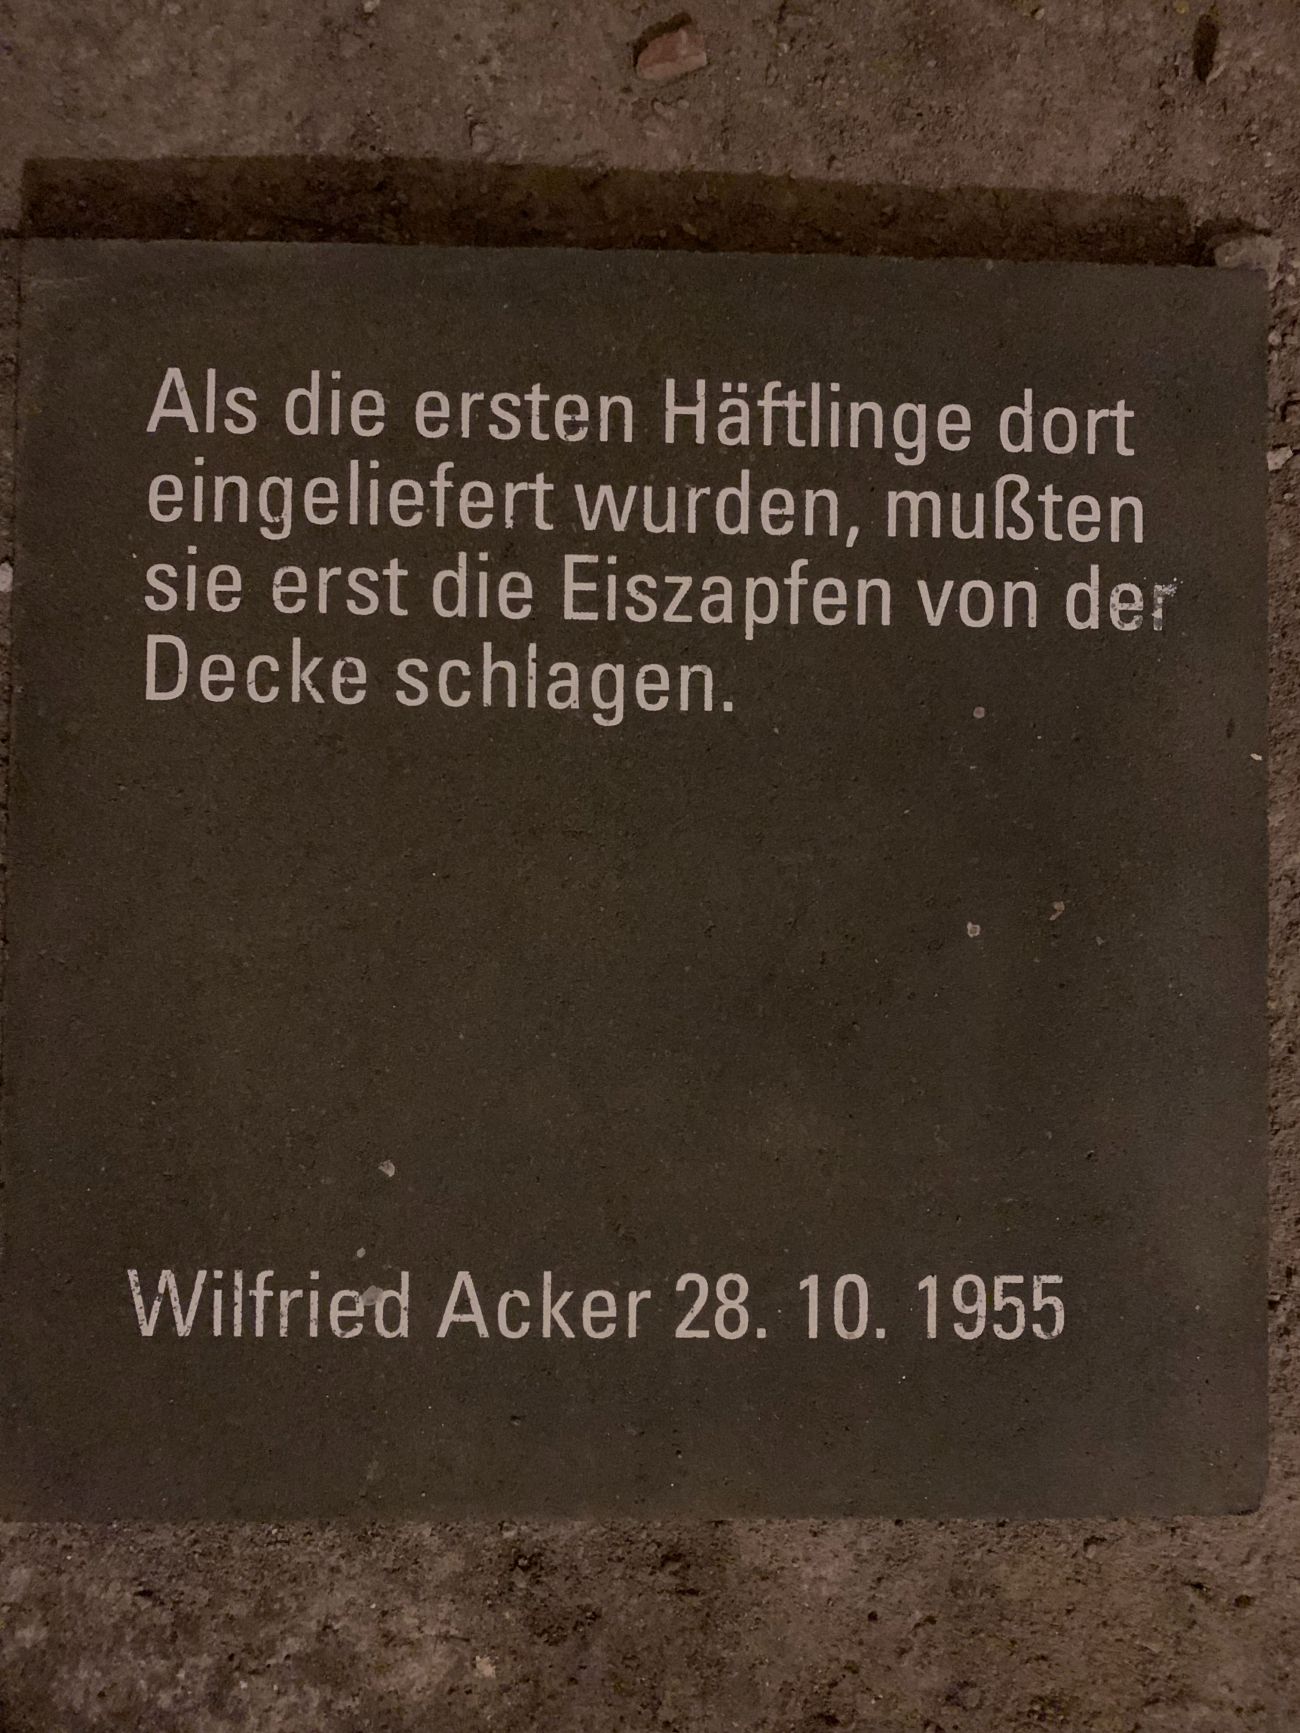 Als die ersten Häftlinge dort
eingeliefert wurden, mußten
sie erst die Eiszapfen von der
Decke schlagen.
Wilfried Acker 28. 10. 1955